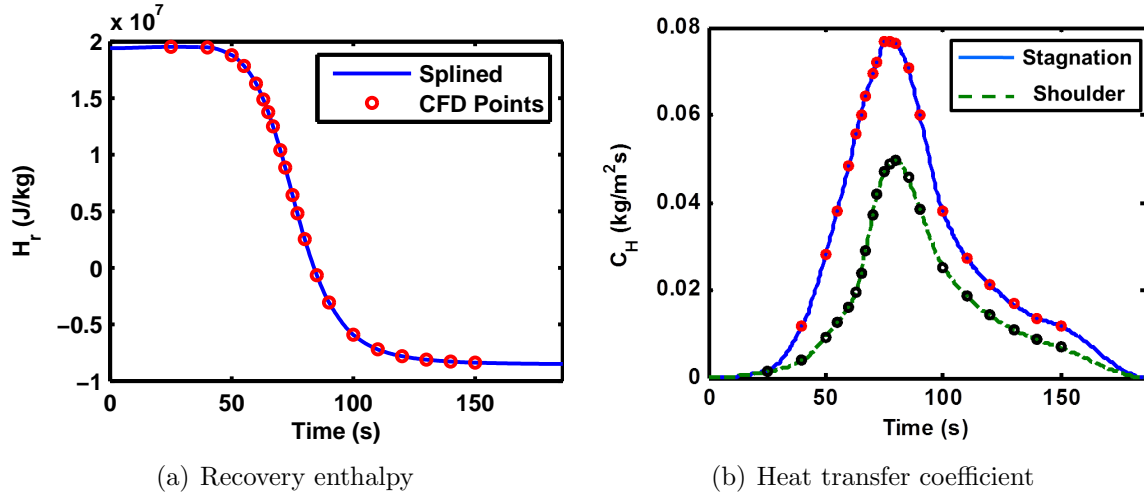 x 10^7
2
1.5
1
0.5
0
−0.5
−1
0 50 100 150
H_r (J/kg)
Time (s)
Splined
CFD Points
(a) Recovery enthalpy
0.08
0.06
0.04
0.02
0
0 50 100 150
C_H (kg/m^2s)
Time (s)
Stagnation
Shoulder
(b) Heat transfer coefficient